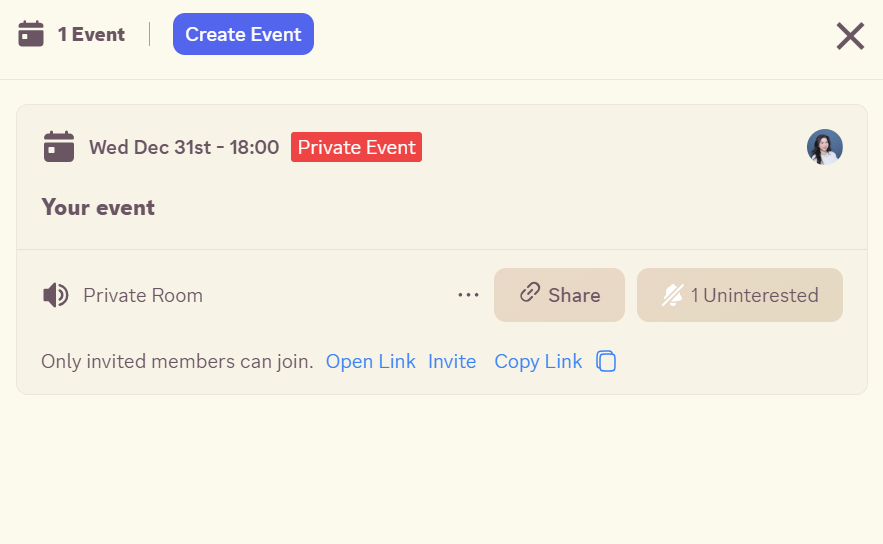 1 Event Create Event
Wed Dec 31st - 18:00 Private Event
Your event
Private Room ... Share 1 Uninterested
Only invited members can join. Open Link Invite Copy Link